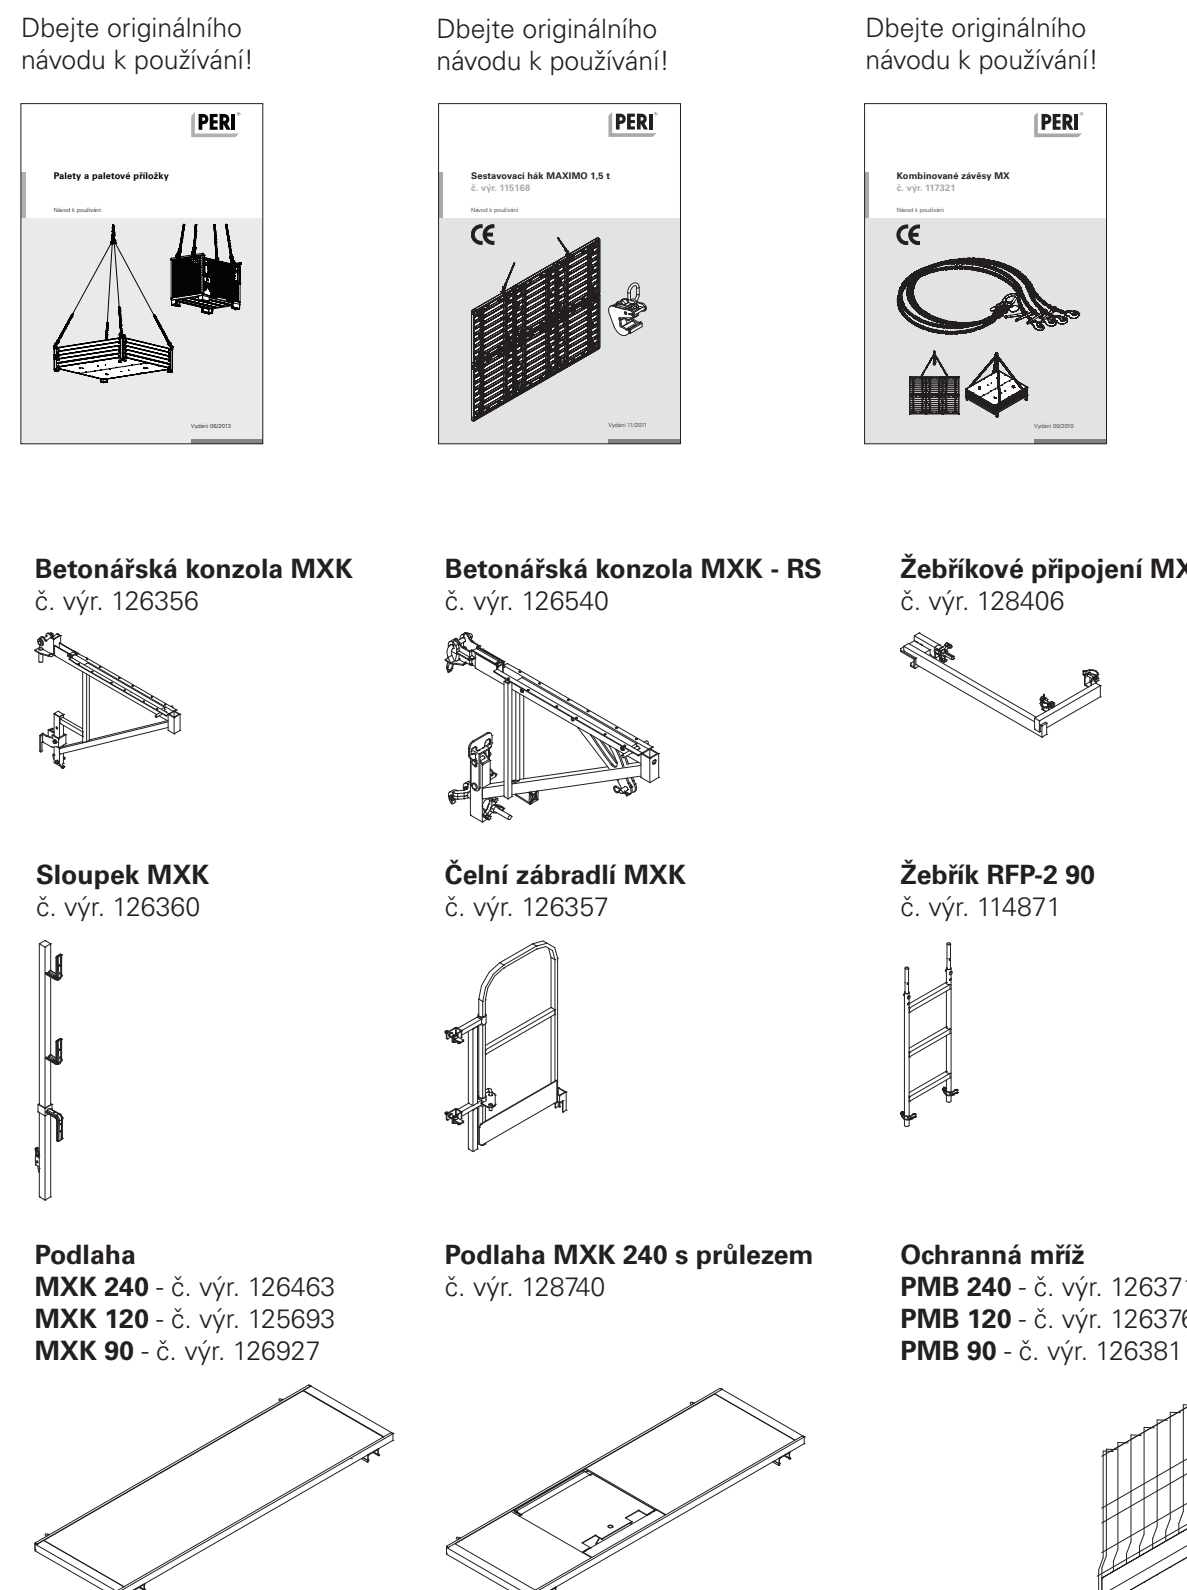 Dbejte originálního
návodu k používání!
Dbejte originálního
návodu k používání!
Dbejte originálního
návodu k používání!
PERI
Palety a paletové příložky
Návod k používání
Vydání 06/2013
PERI
Sestavovací hák MAXIMO 1,5 t
č. výr. 115168
Návod k používání
CE
Vydání 11/2011
PERI
Kombinované závěsy MX
č. výr. 117321
Návod k používání
CE
Vydání 09/2010
Betonářská konzola MXK
č. výr. 126356
Betonářská konzola MXK - RS
č. výr. 126540
Žebříkové připojení
č. výr. 128406
Sloupek MXK
č. výr. 126360
Čelní zábradlí MXK
č. výr. 126357
Žebřík RFP-2 90
č. výr. 114871
Podlaha
MXK 240 - č. výr. 126463
MXK 120 - č. výr. 125693
MXK 90 - č. výr. 126927
Podlaha MXK 240 s průlezem
č. výr. 128740
Ochranná mříž
PMB 240 - č. výr. 126371
PMB 120 - č. výr. 126376
PMB 90 - č. výr. 126381